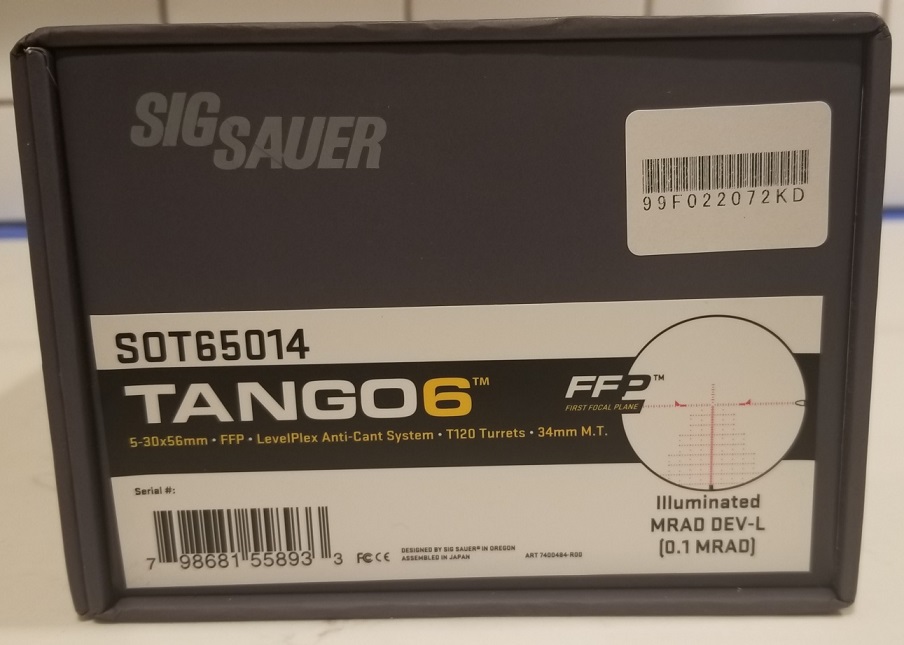 SIG SAUER
99F022072KD
SOT65014
TANGO6™
5-30x56mm • FFP • LevelPlex Anti-Cant System • T120 Turrets • 34mm M.T.
FFP™
FIRST FOCAL PLANE
Illuminated
MRAD DEV-L
(0.1 MRAD)
Serial #:
7 98681 55893 3
FC CE
DESIGNED BY SIG SAUER® IN OREGON
ASSEMBLED IN JAPAN
ART 7400484-R00